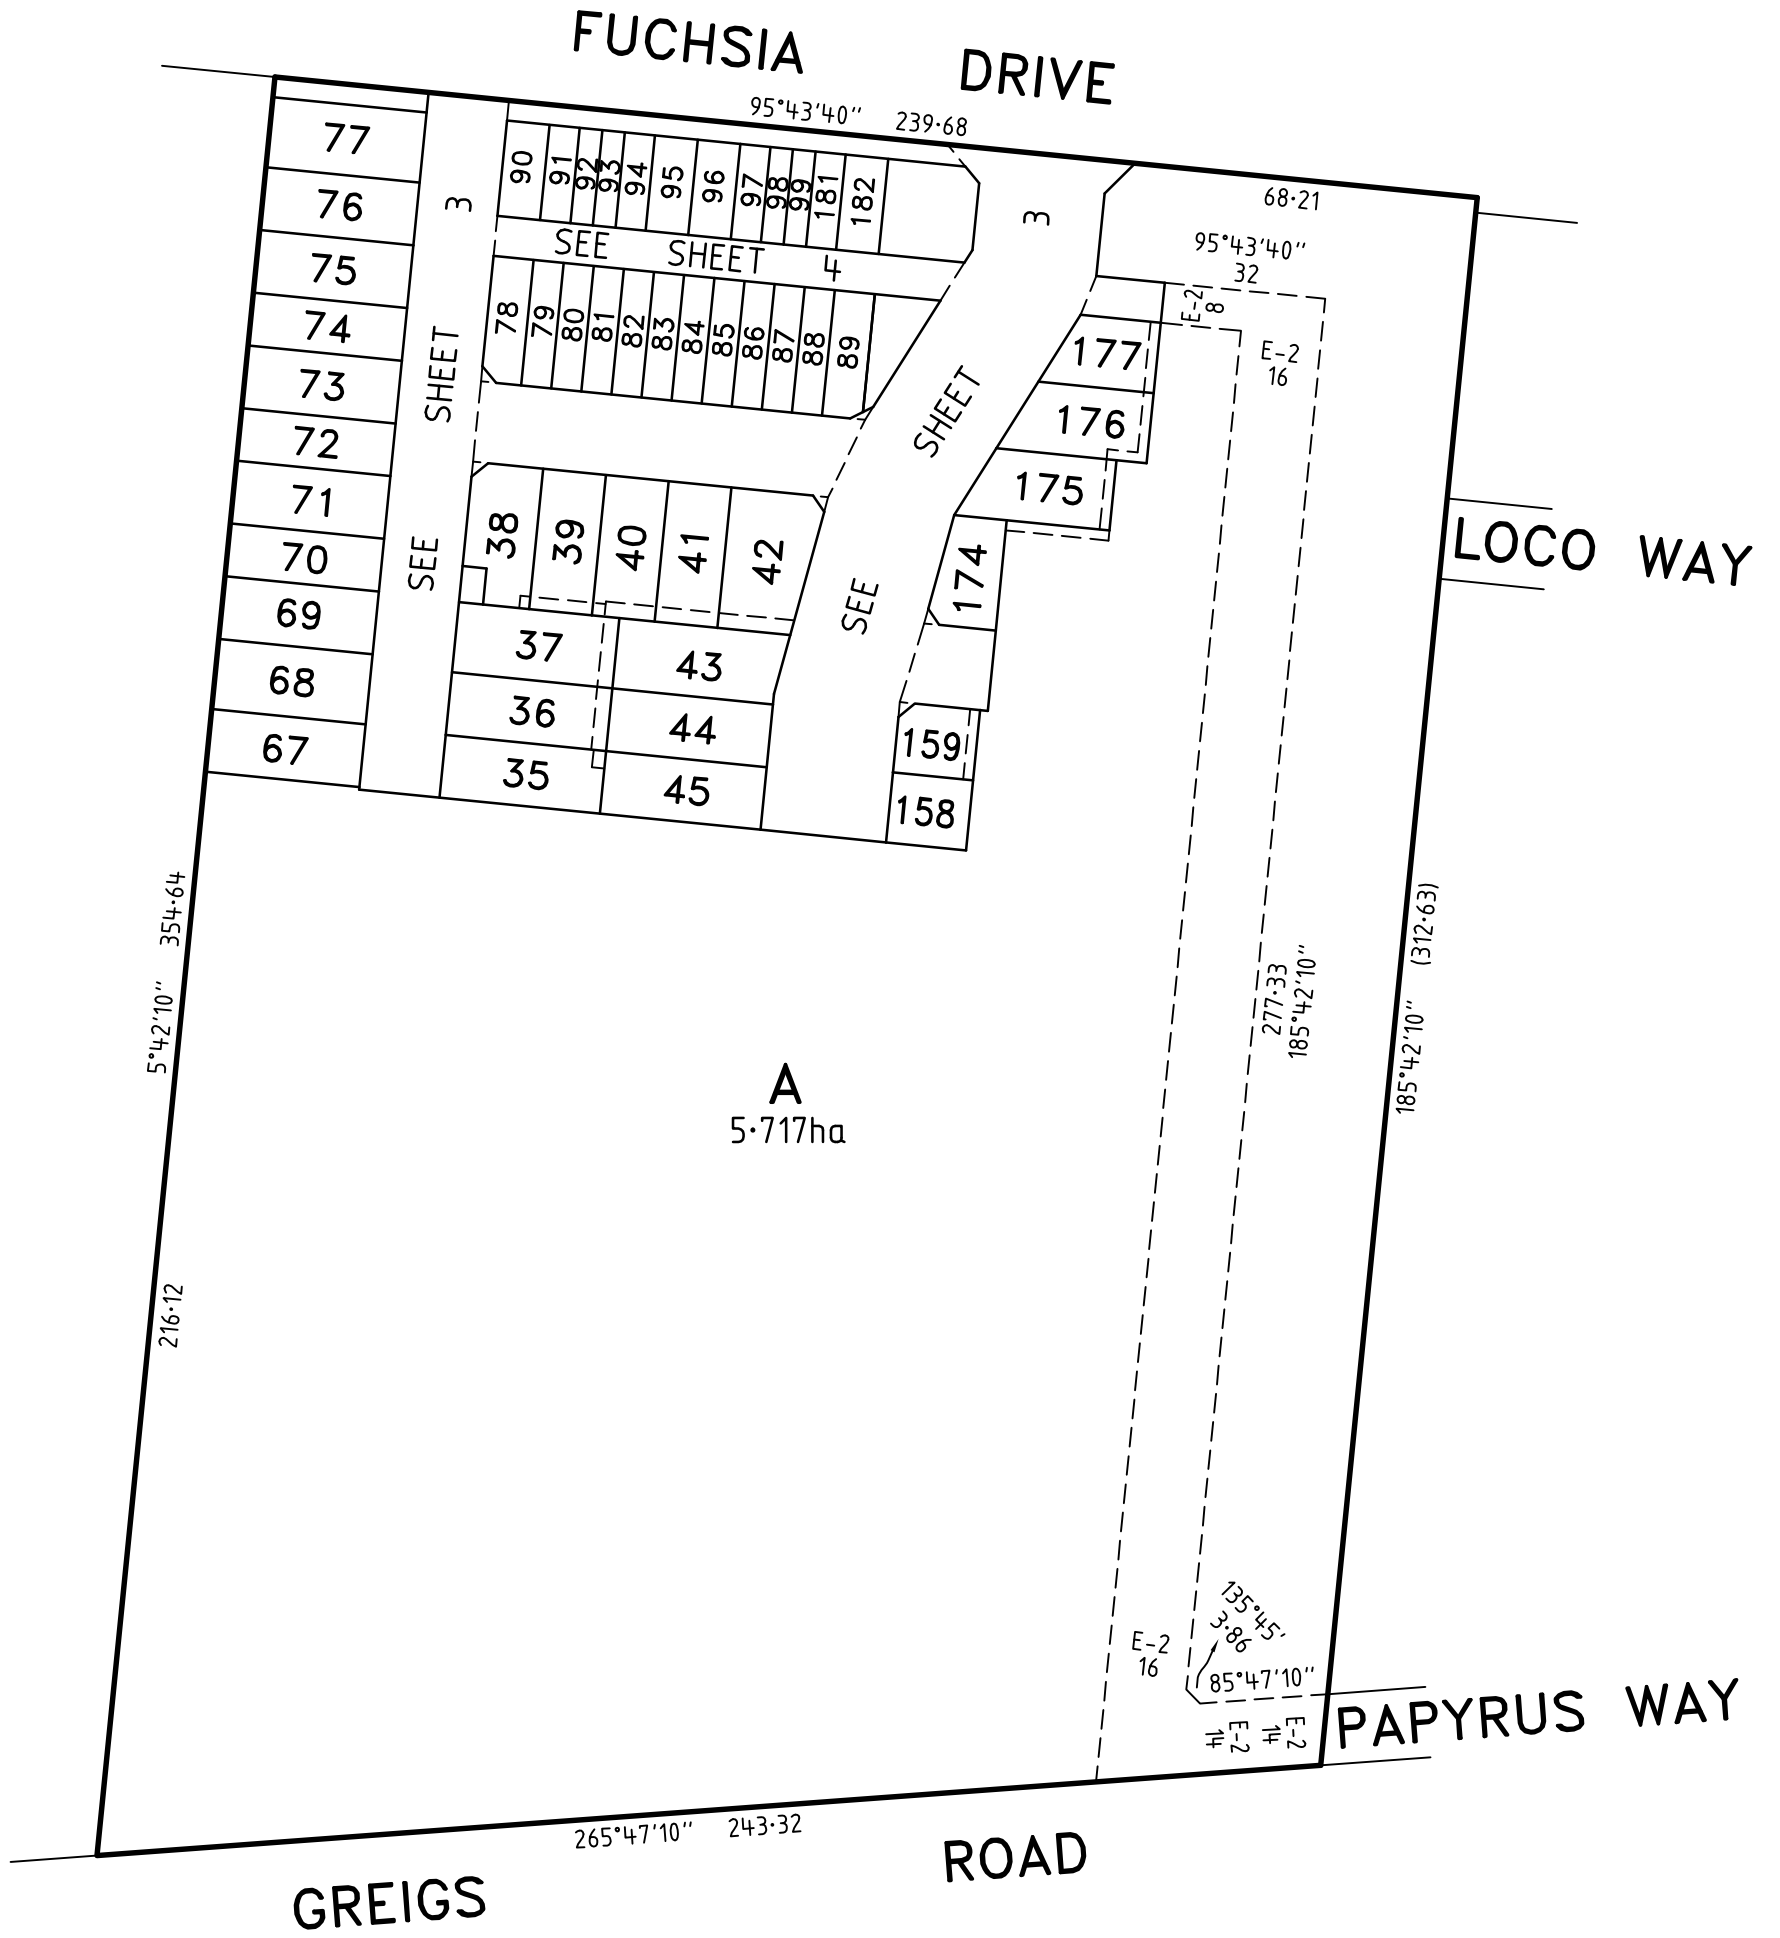 FUCHSIA DRIVE
95°43'40" 239·68
68·21
95°43'40"
32
E-2
8
E-2
16
77
76
75
74
73
72
71
70
69
68
67
SEE SHEET 3
90 91 92 93 94 95 96 97 98 99 181 182
SEE SHEET 4
78 79 80 81 82 83 84 85 86 87 88 89
SEE SHEET 3
177
176
175
174
38 39 40 41 42
37 43
36 44
35 45
159
158
LOCO WAY
5°42'10" 354·64
216·12
185°42'10" (312·63)
277·33
185°42'10"
A
5·717ha
E-2
16
135°45'
3·86
85°47'10"
E-2
14
E-2
14
PAPYRUS WAY
265°47'10" 243·32
GREIGS ROAD